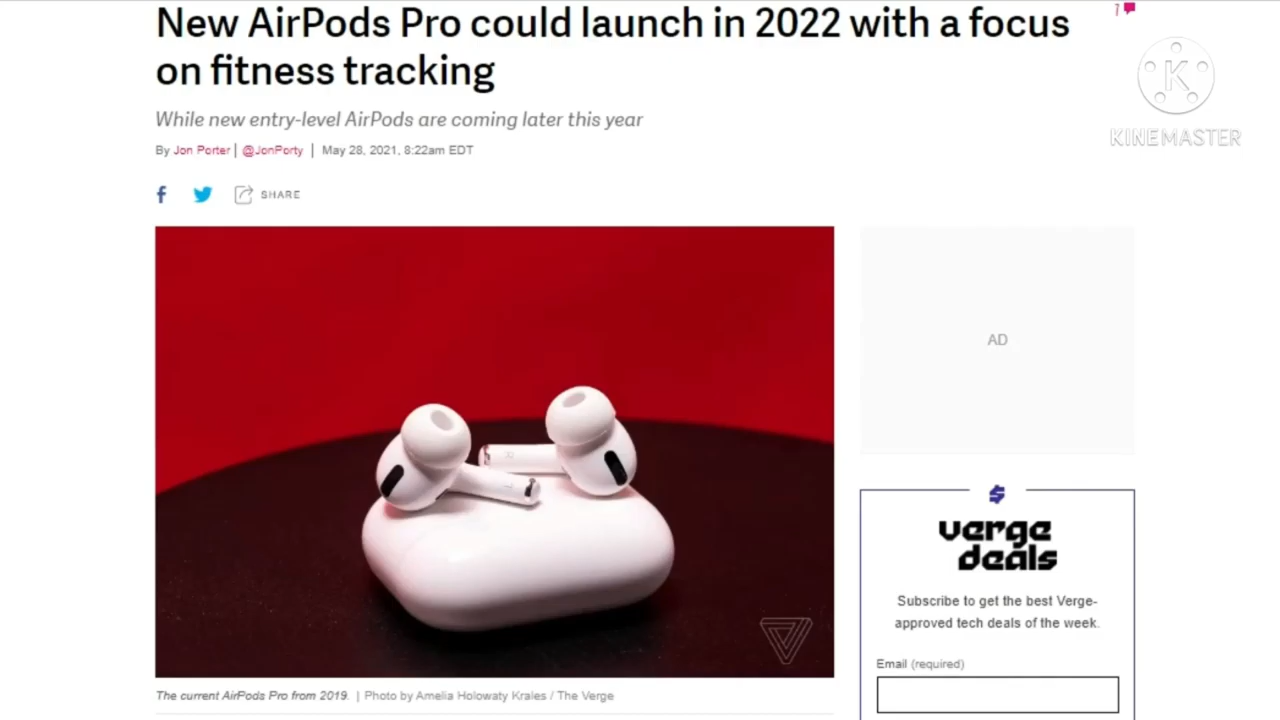 New AirPods Pro could launch in 2022 with a focus
on fitness tracking
While new entry-level AirPods are coming later this year
By Jon Porter | @JonPorty | May 28, 2021, 8:22am EDT
SHARE
K
KINEMASTER
AD
The current AirPods Pro from 2019. | Photo by Amelia Holowaty Krales / The Verge
verge
deals
Subscribe to get the best Verge-
approved tech deals of the week.
Email (required)